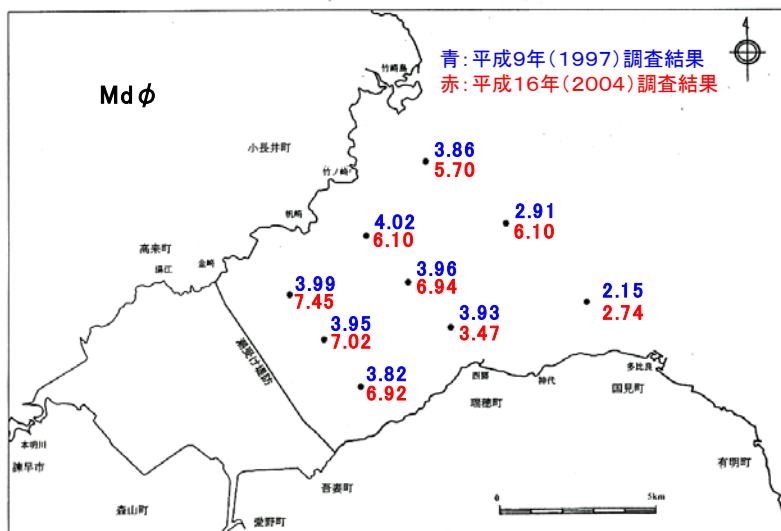 4
竹崎島
青:平成9年(1997)調査結果
赤:平成16年(2004)調査結果
Mdφ
小長井町
竹ノ崎
3.86
5.70
帆崎
2.91
6.10
4.02
6.10
高来町
湯江
金崎
3.96
6.94
3.99
7.45
2.15
2.74
3.93
3.47
3.95
7.02
潮受け堤防
多比良
西郷
神代
国見町
3.82
6.92
瑞穂町
本明川
諫早市
有明町
吾妻町
森山町
愛野町
0
5km